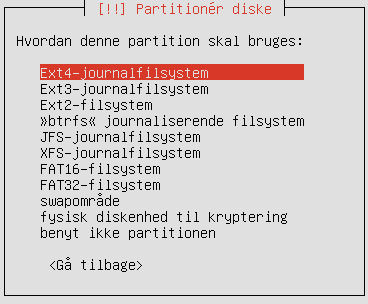 [!!] Partitionér diske
Hvordan denne partition skal bruges:
Ext4-journalfilsystem
Ext3-journalfilsystem
Ext2-filsystem
»btrfs« journaliserende filsystem
JFS-journalfilsystem
XFS-journalfilsystem
FAT16-filsystem
FAT32-filsystem
swapområde
fysisk diskenhed til kryptering
benyt ikke partitionen
<Gå tilbage>